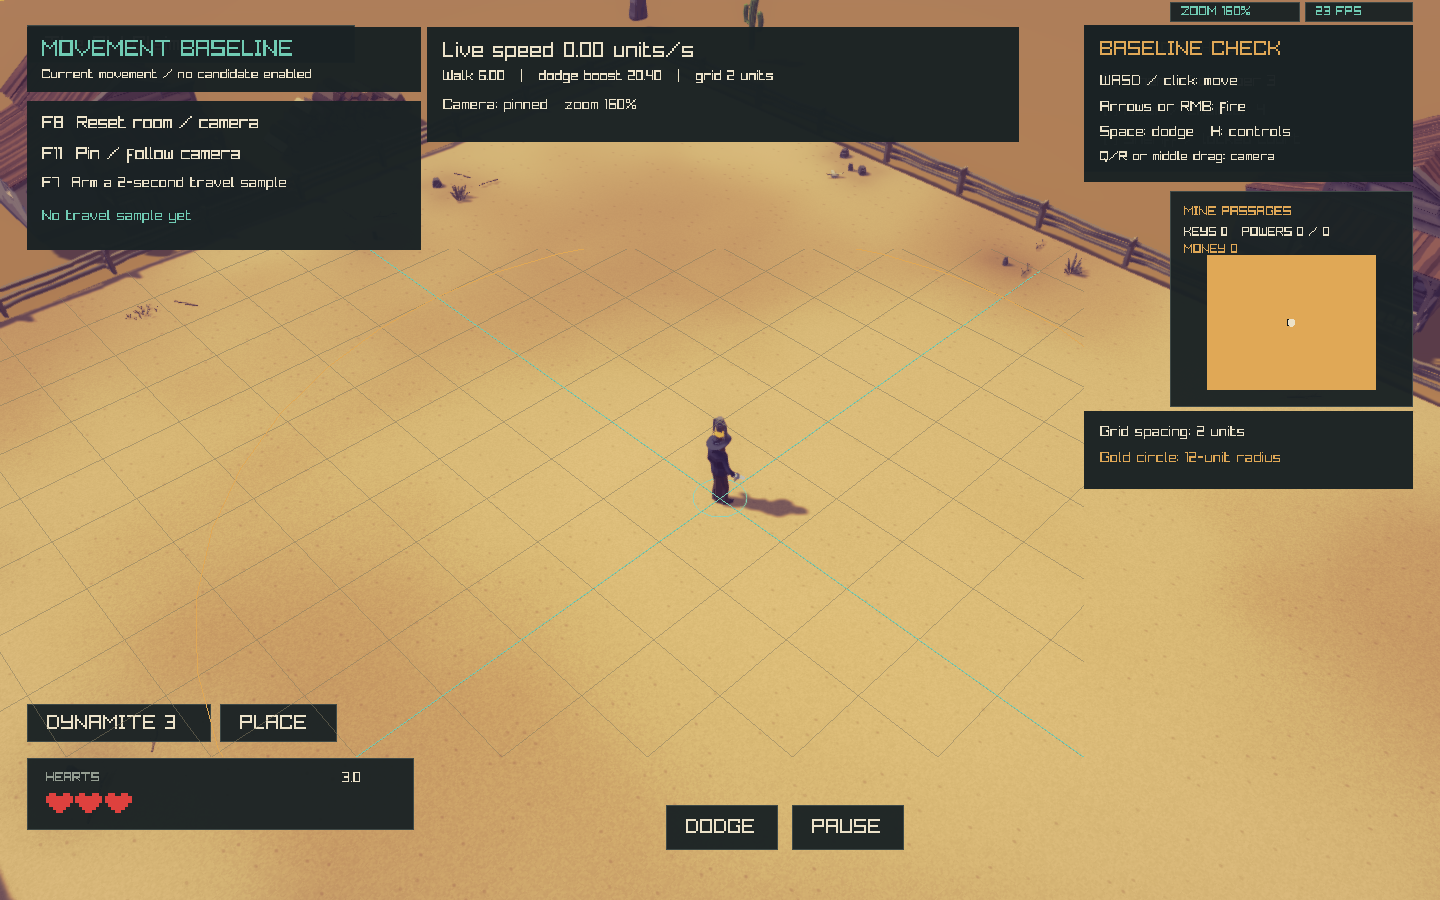 ZOOM 160%
23 FPS
MOVEMENT BASELINE
Current movement / no candidate enabled
F8 Reset room / camera
F11 Pin / Follow camera
F7 Arm a 2-second travel sample
No travel sample yet
Live speed 0.00 units/s
Walk 6.00 | dodge boost 20.40 | grid 2 units
Camera: pinned zoom 160%
BASELINE CHECK
WASD / click: move
Arrows or RMB: fire
Space: dodge H: controls
Q/R or middle drag: camera
MINE PASSAGES
KEYS 0 POWERS 0 / 0
MONEY 0
Grid spacing: 2 units
Gold circle: 12-unit radius
DYNAMITE 3
PLACE
HEARTS 3.0
DODGE
PAUSE